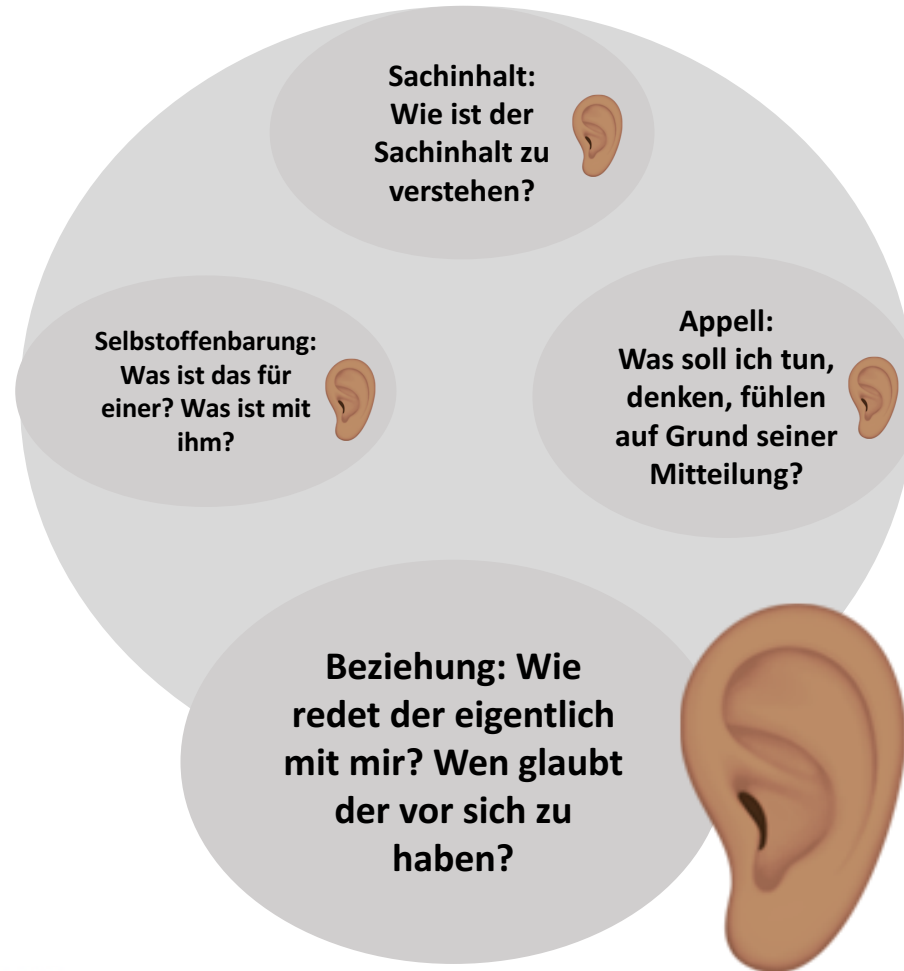 Sachinhalt:
Wie ist der
Sachinhalt zu
verstehen?
Selbstoffenbarung:
Was ist das für
einer? Was ist mit
ihm?
Appell:
Was soll ich tun,
denken, fühlen
auf Grund seiner
Mitteilung?
Beziehung: Wie
redet der eigentlich
mit mir? Wen glaubt
der vor sich zu
haben?